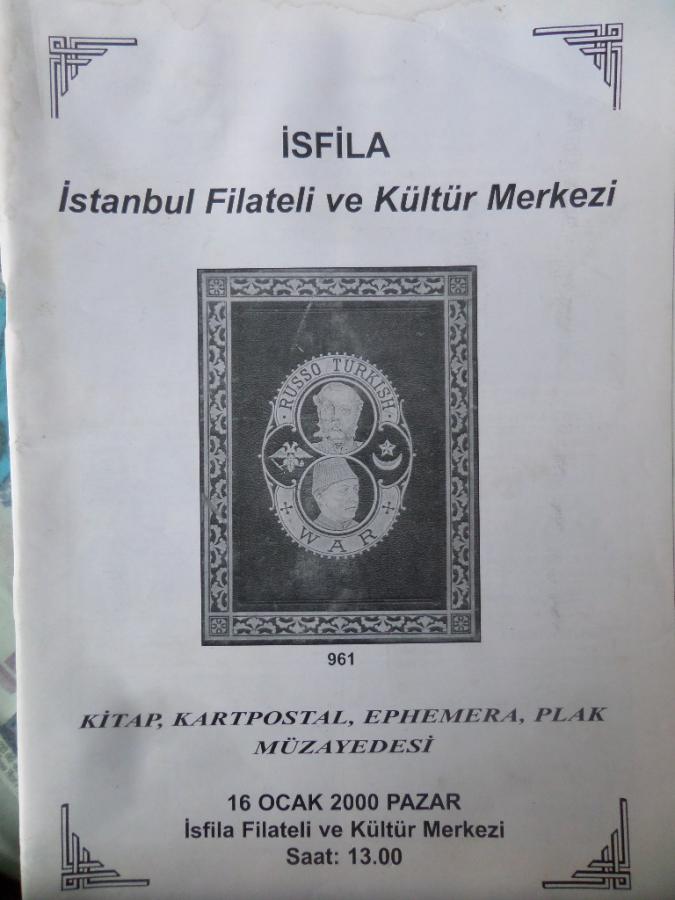 İSFİLA
İstanbul Filateli ve Kültür Merkezi
RUSSO TURKISH
WAR
961
KİTAP, KARTPOSTAL, EPHEMERA, PLAK
MÜZAYEDESİ
16 OCAK 2000 PAZAR
İsfila Filateli ve Kültür Merkezi
Saat: 13.00